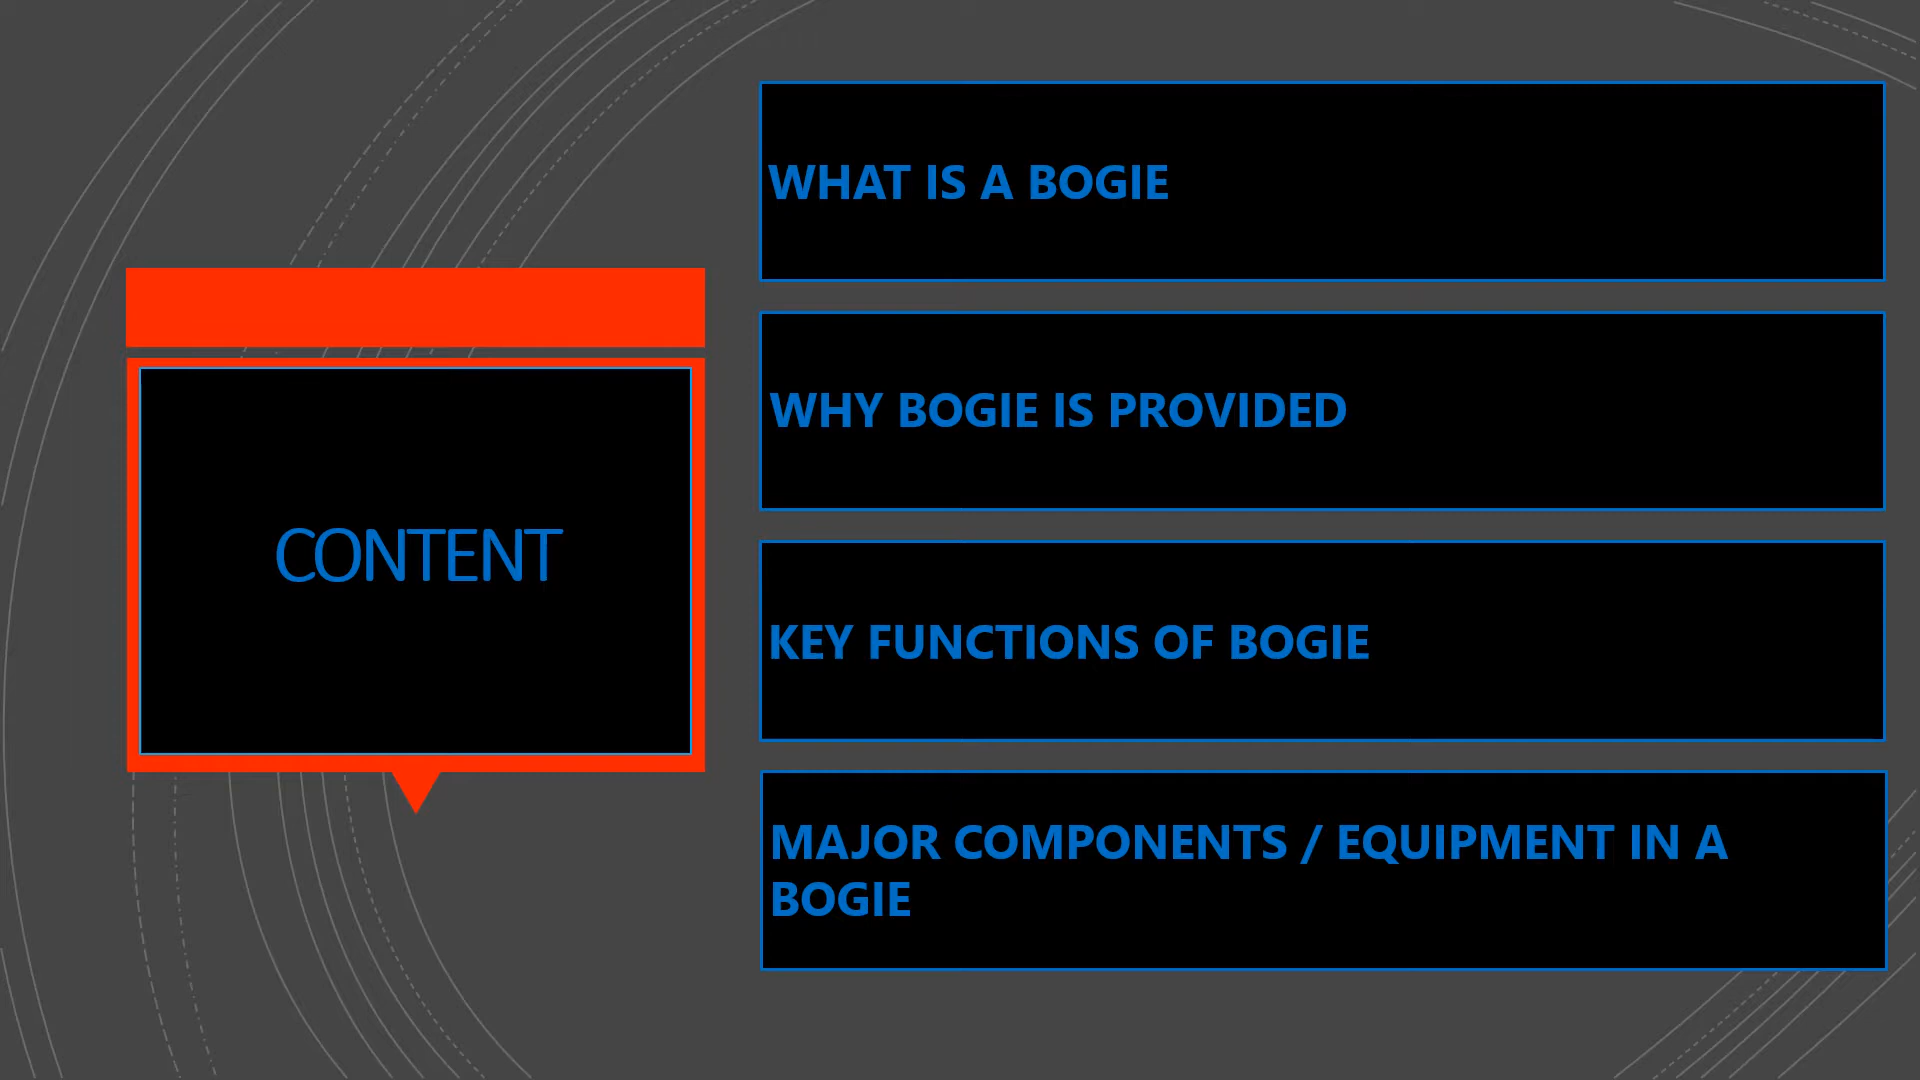 CONTENT
WHAT IS A BOGIE
WHY BOGIE IS PROVIDED
KEY FUNCTIONS OF BOGIE
MAJOR COMPONENTS / EQUIPMENT IN A
BOGIE